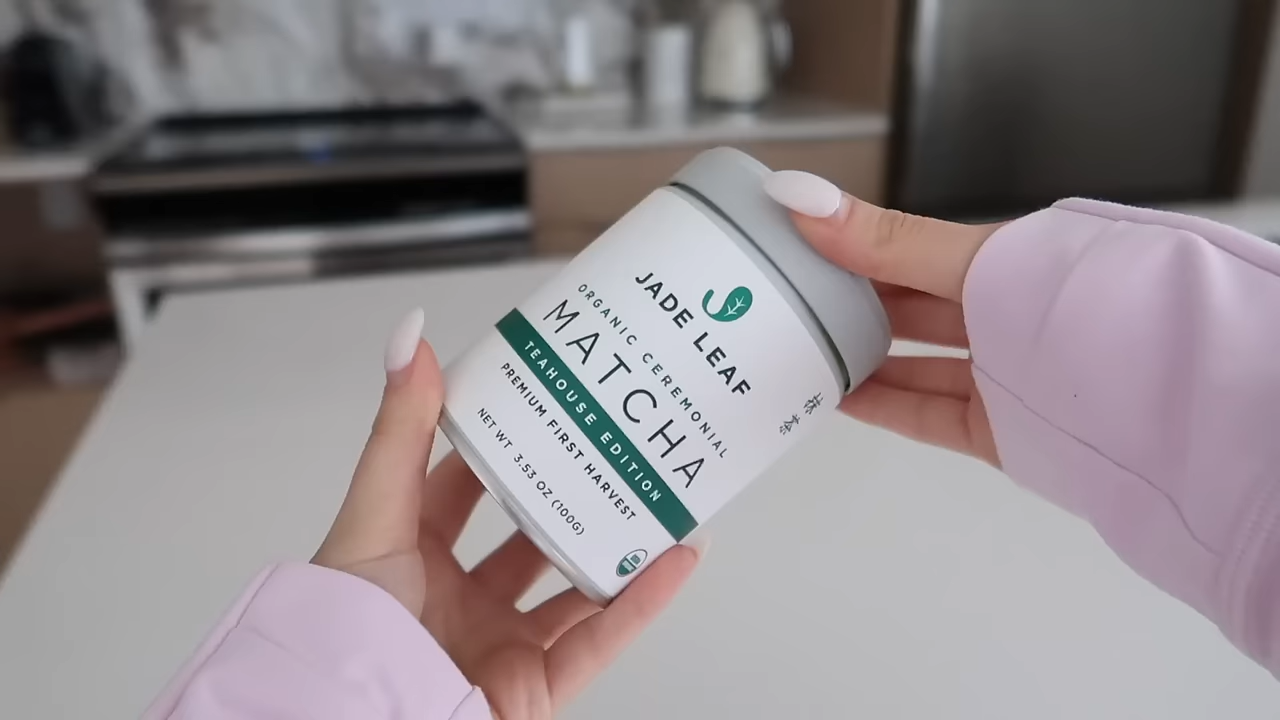 JADE LEAF
ORGANIC CEREMONIAL
MATCHA
TEAHOUSE EDITION
PREMIUM FIRST HARVEST
NET WT 3.53 OZ (100G)
抹茶